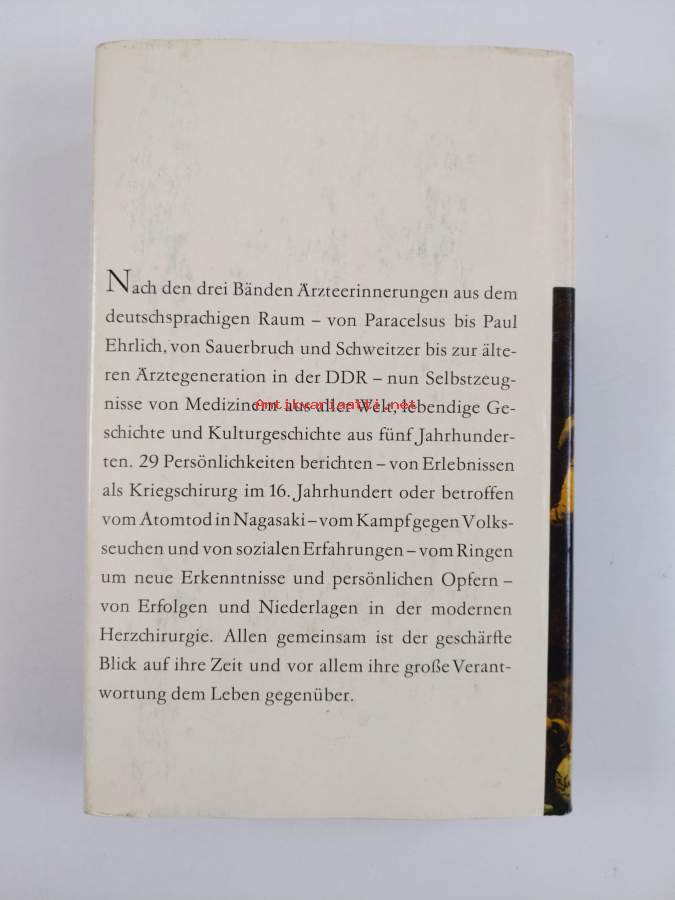 Nach den drei Bänden Ärzteerinnerungen aus dem
deutschsprachigen Raum – von Paracelsus bis Paul
Ehrlich, von Sauerbruch und Schweitzer bis zur älte-
ren Ärztegeneration in der DDR – nun Selbstzeug-
nisse von Medizinern aus aller Welt, lebendige Ge-
Antikvariaatti.net
schichte und Kulturgeschichte aus fünf Jahrhunder-
ten. 29 Persönlichkeiten berichten – von Erlebnissen
als Kriegschirurg im 16. Jahrhundert oder betroffen
vom Atomtod in Nagasaki – vom Kampf gegen Volks-
seuchen und von sozialen Erfahrungen – vom Ringen
um neue Erkenntnisse und persönlichen Opfern –
von Erfolgen und Niederlagen in der modernen
Herzchirurgie. Allen gemeinsam ist der geschärfte
Blick auf ihre Zeit und vor allem ihre große Verant-
wortung dem Leben gegenüber.